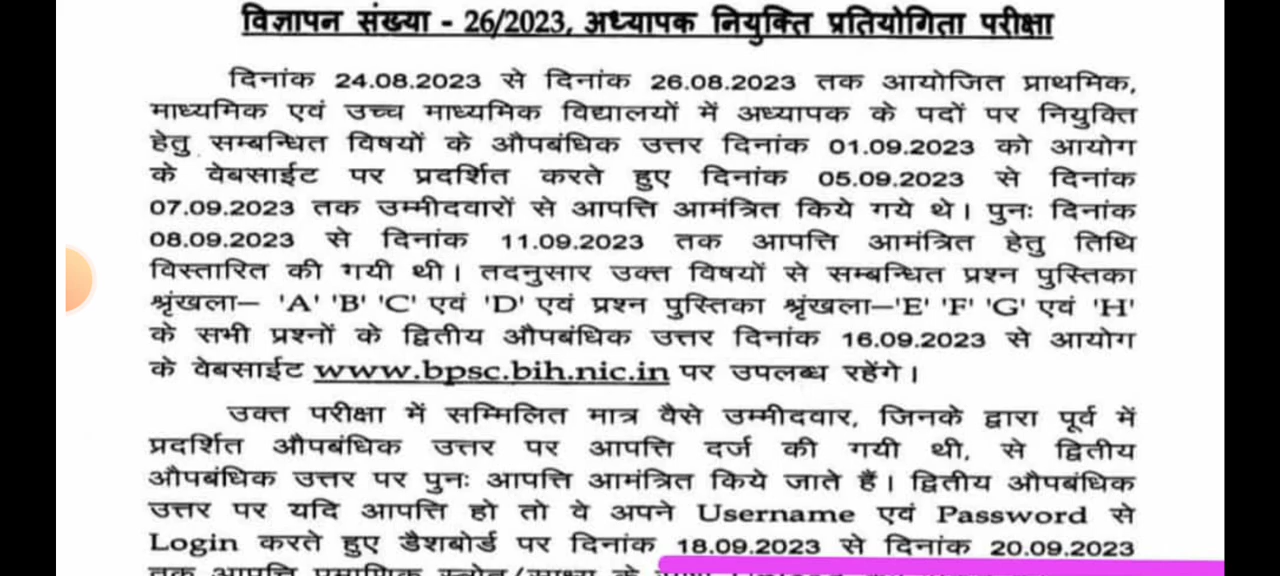 विज्ञापन संख्या - 26/2023, अध्यापक नियुक्ति प्रतियोगिता परीक्षा
दिनांक 24.08.2023 से दिनांक 26.08.2023 तक आयोजित प्राथमिक,
माध्यमिक एवं उच्च माध्यमिक विद्यालयों में अध्यापक के पदों पर नियुक्ति
हेतु सम्बन्धित विषयों के औपबंधिक उत्तर दिनांक 01.09.2023 को आयोग
के वेबसाईट पर प्रदर्शित करते हुए दिनांक 05.09.2023 से दिनांक
07.09.2023 तक उम्मीदवारों से आपत्ति आमंत्रित किये गये थे। पुनः दिनांक
08.09.2023 से दिनांक 11.09.2023 तक आपत्ति आमंत्रित हेतु तिथि
विस्तारित की गयी थी। तदनुसार उक्त विषयों से सम्बन्धित प्रश्न पुस्तिका
श्रृंखला– 'A' 'B' 'C' एवं 'D' एवं प्रश्न पुस्तिका श्रृंखला–'E' 'F' 'G' एवं 'H'
के सभी प्रश्नों के द्वितीय औपबंधिक उत्तर दिनांक 16.09.2023 से आयोग
के वेबसाईट www.bpsc.bih.nic.in पर उपलब्ध रहेंगे।
उक्त परीक्षा में सम्मिलित मात्र वैसे उम्मीदवार, जिनके द्वारा पूर्व में
प्रदर्शित औपबंधिक उत्तर पर आपत्ति दर्ज की गयी थी, से द्वितीय
औपबंधिक उत्तर पर पुनः आपत्ति आमंत्रित किये जाते हैं। द्वितीय औपबंधिक
उत्तर पर यदि आपत्ति हो तो वे अपने Username एवं Password से
Login करते हुए डैशबोर्ड पर दिनांक 18.09.2023 से दिनांक 20.09.2023
तक आपत्ति